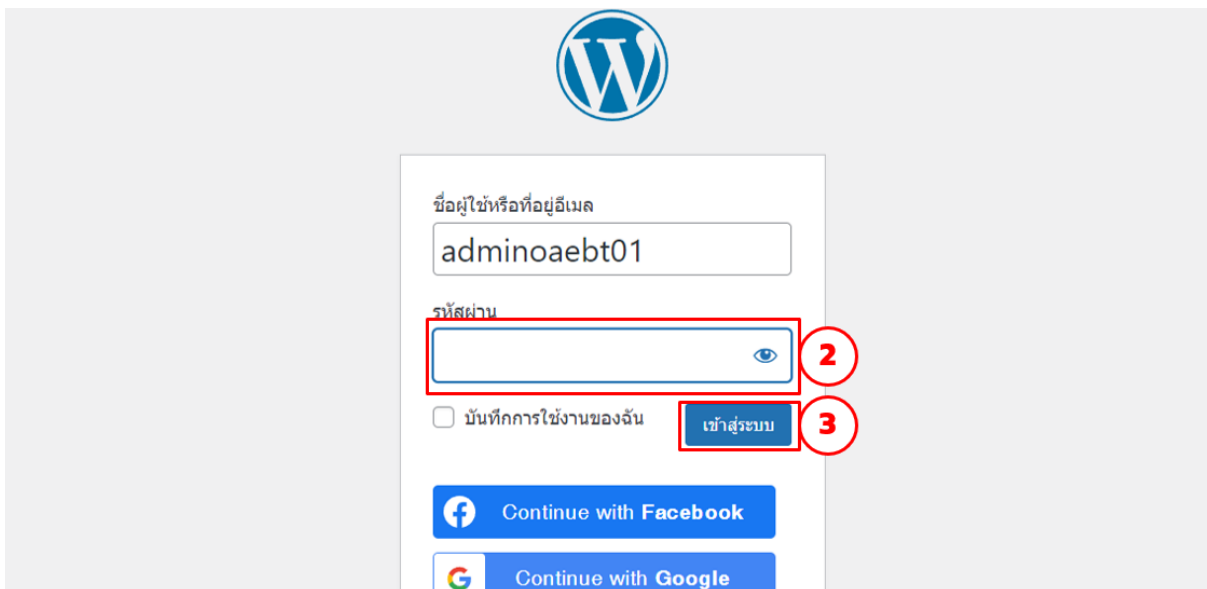 ชื่อผู้ใช้หรือที่อยู่อีเมล
adminoaebt01
รหัสผ่าน
2
บันทึกการใช้งานของฉัน
เข้าสู่ระบบ
3
Continue with Facebook
Continue with Google